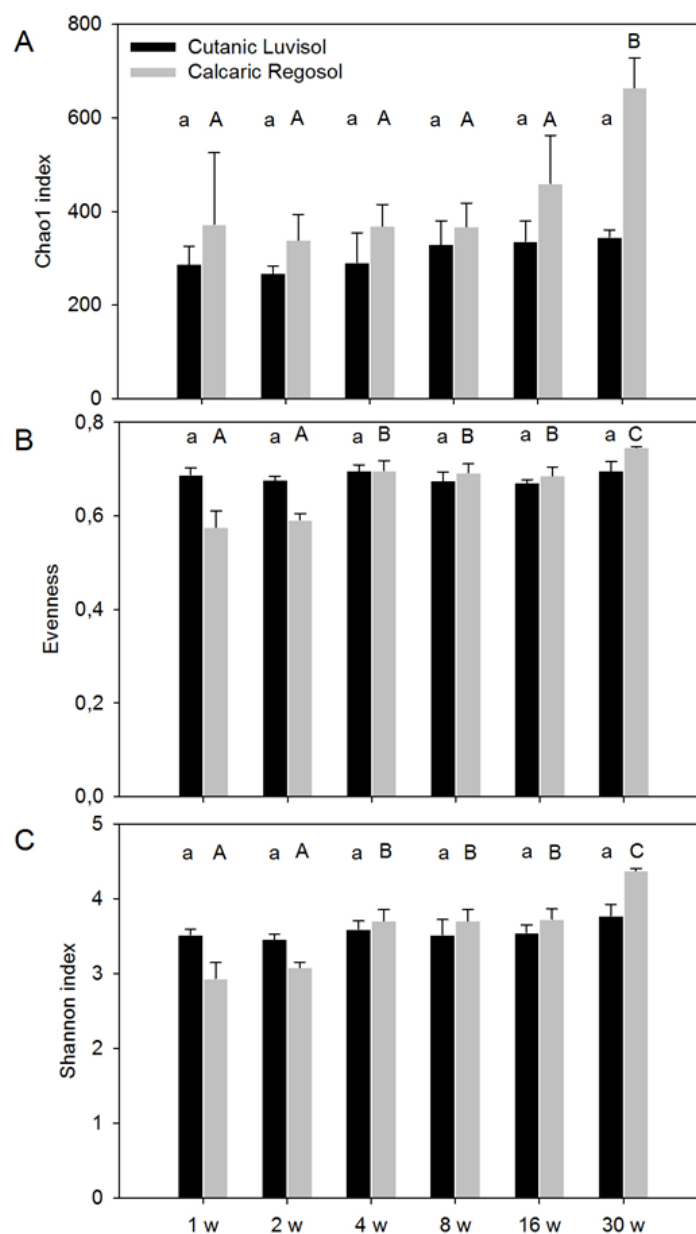 A
800
Cutanic Luvisol
Calcaric Regosol
B
600
a A a A a A a A a A a
400
200
0
Chao1 index
B
0,8
a A a A a B a B a B a C
0,6
0,4
0,2
0,0
Evenness
C
5
a A a A a B a B a B a C
4
3
2
1
0
Shannon index
1 w 2 w 4 w 8 w 16 w 30 w